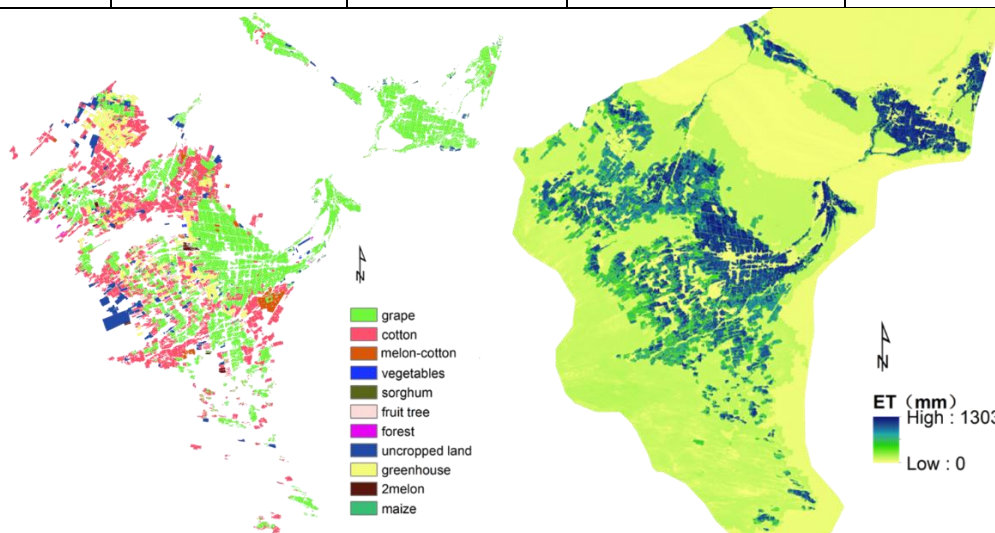 N
grape
cotton
melon-cotton
vegetables
sorghum
fruit tree
forest
uncropped land
greenhouse
2melon
maize
N
ET（mm）
High : 1303
Low : 0